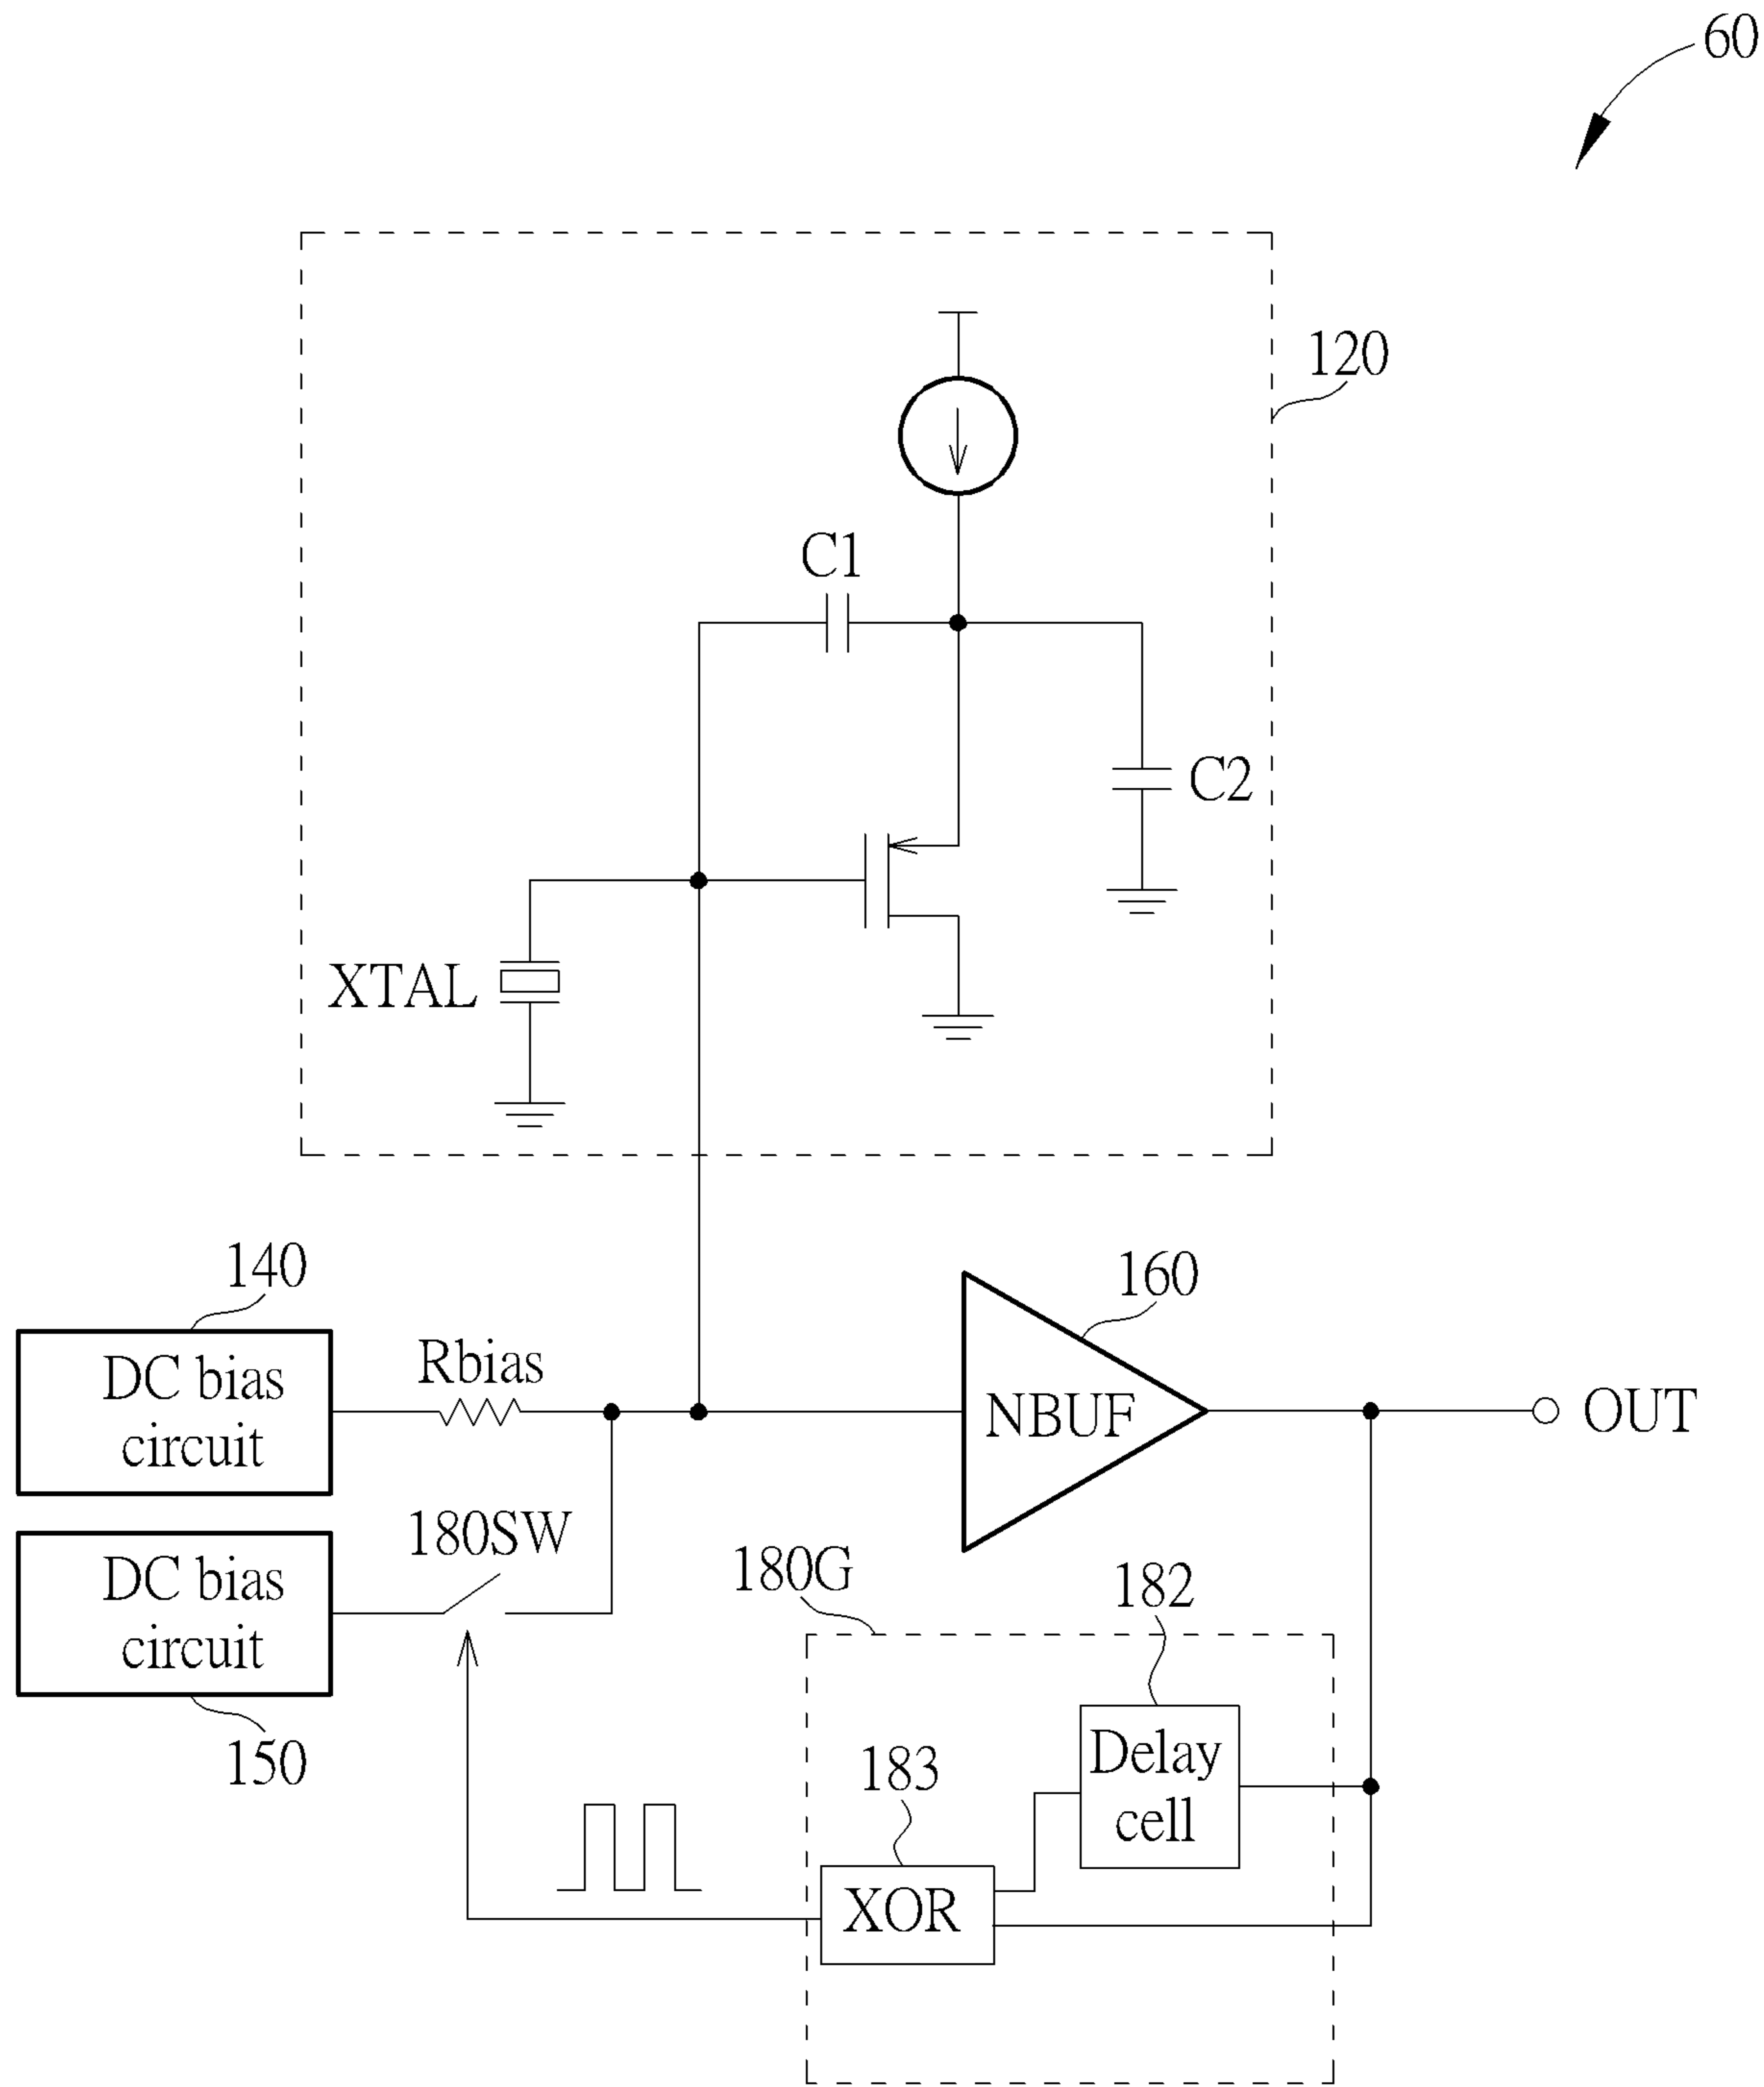 60
120
C1
C2
XTAL
140
160
DC bias
circuit
Rbias
NBUF
OUT
180SW
DC bias
circuit
150
180G
182
Delay
cell
183
XOR